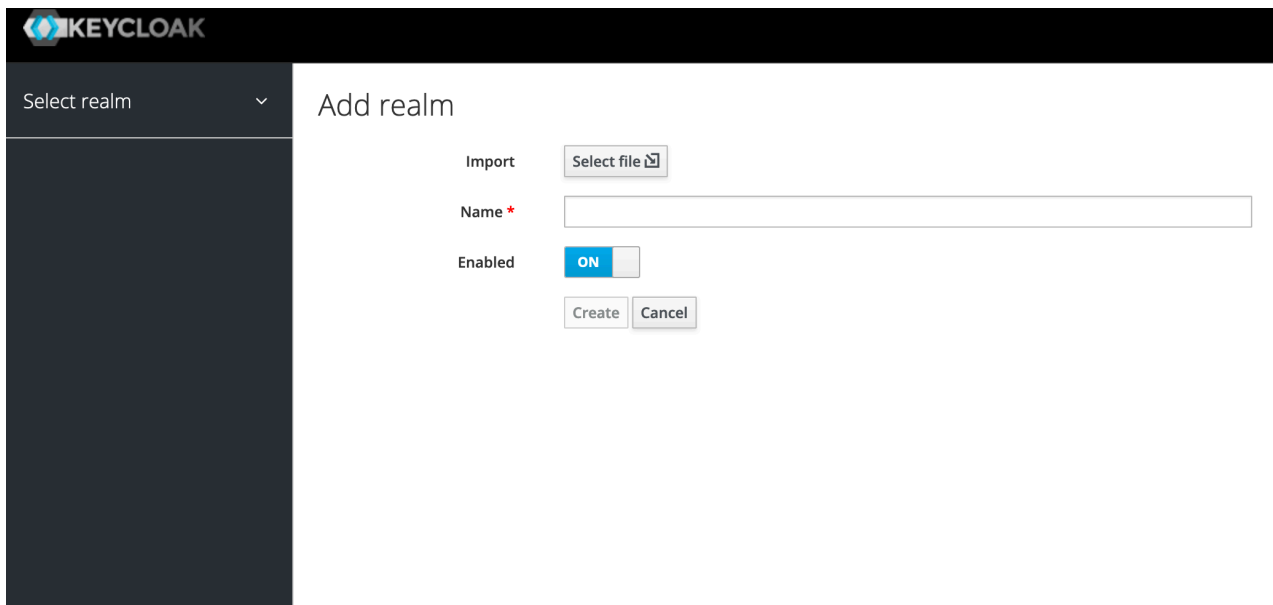 KEYCLOAK
Select realm
Add realm
Import Select file
Name *
Enabled ON
Create Cancel